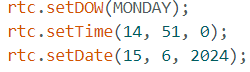 rtc.setDOW(MONDAY);
rtc.setTime(14, 51, 0);
rtc.setDate(15, 6, 2024);